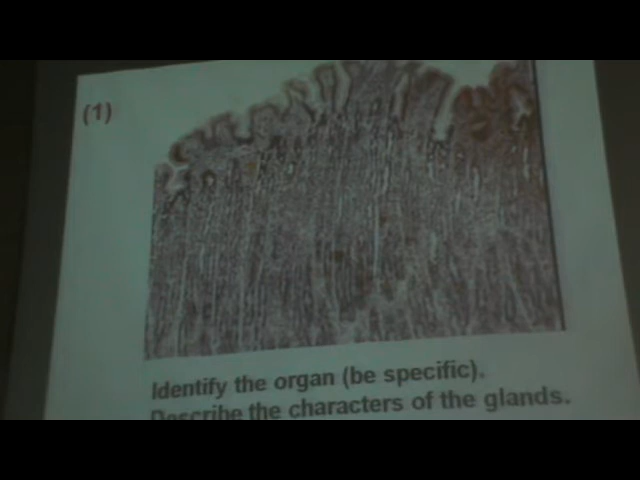 (1)
Identify the organ (be specific).
Describe the characters of the glands.